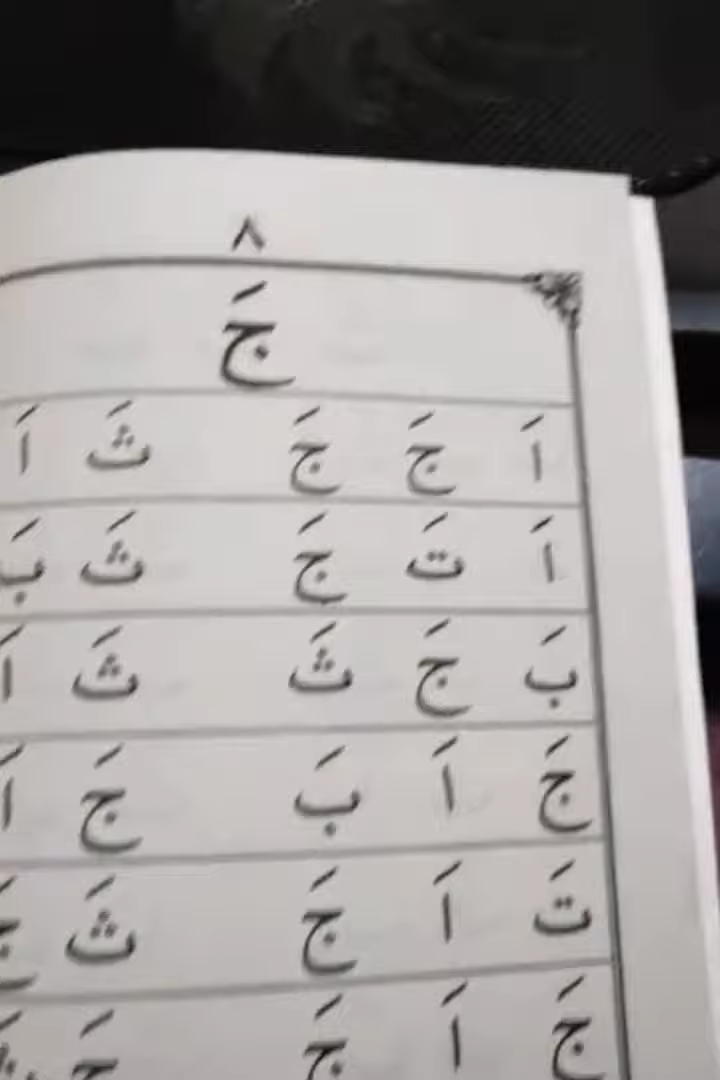 ٨
جَ
اَ جَ جَ ثَ اَ
اَ تَ جَ ثَ بَ
بَ جَ ثَ ثَ اَ
جَ اَ بَ جَ اَ
تَ اَ جَ ثَ جَ
جَ اَ جَ